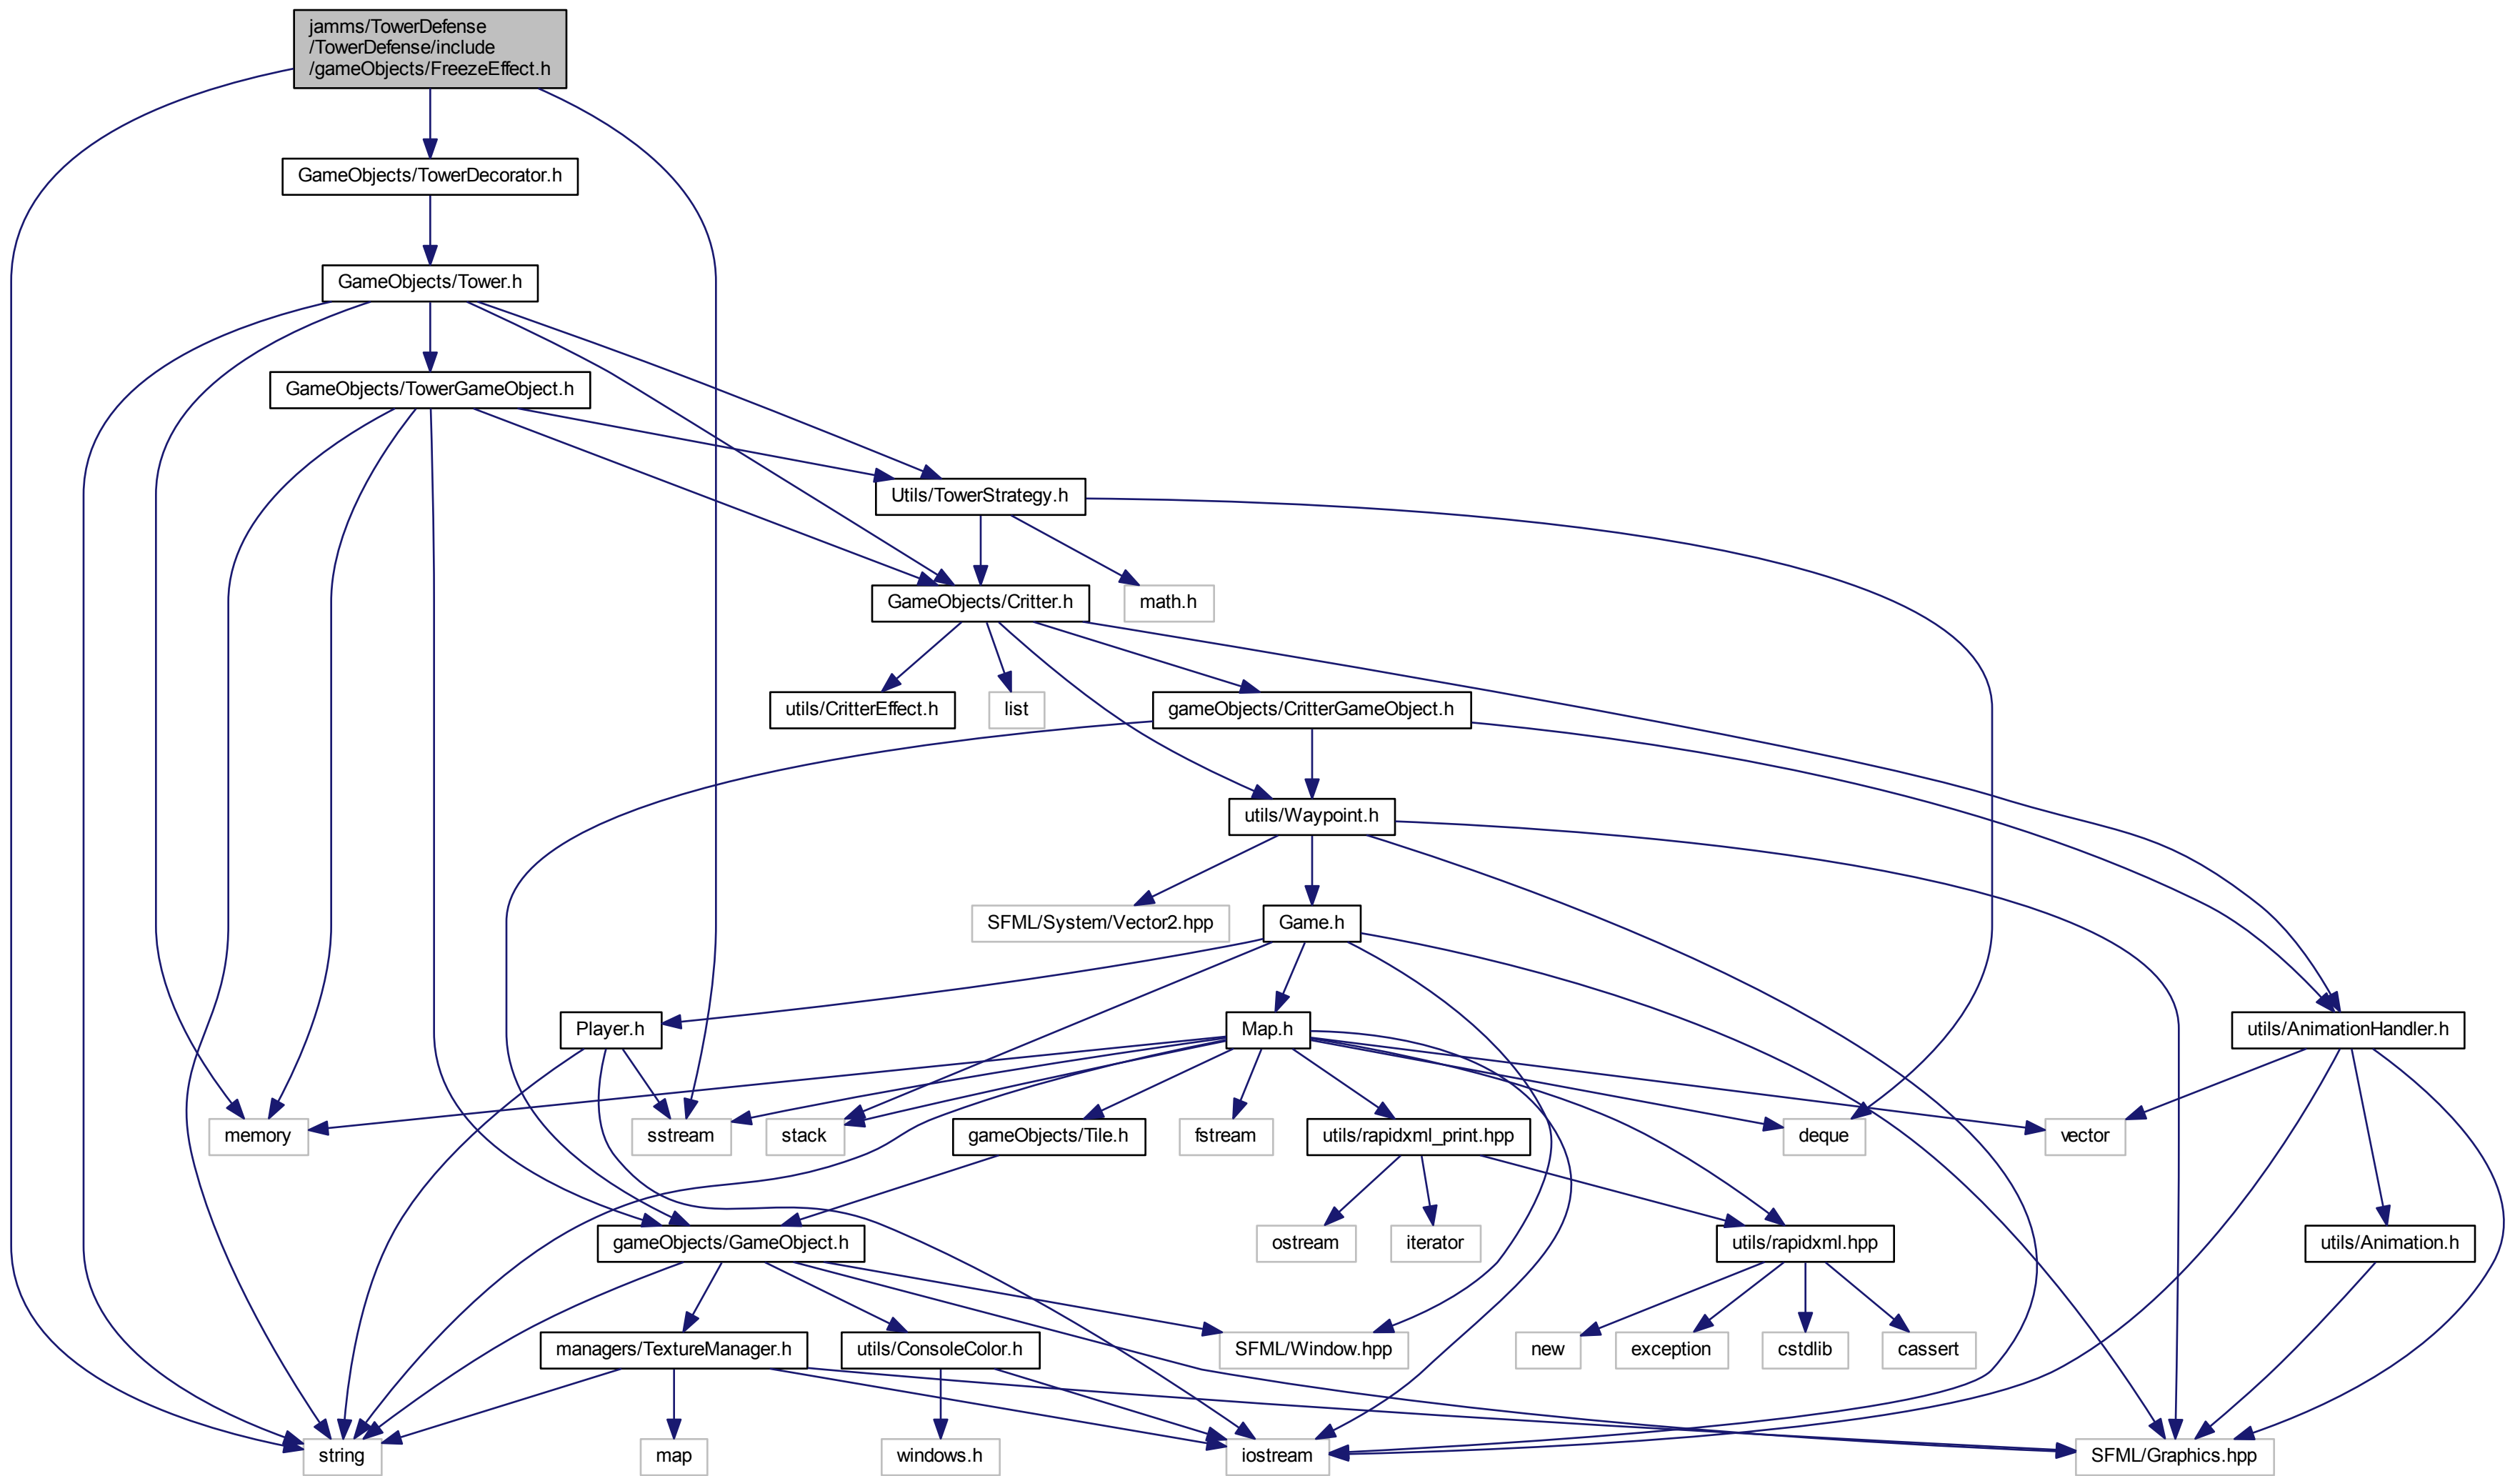 jamms/TowerDefense
/TowerDefense/include
/gameObjects/FreezeEffect.h
GameObjects/TowerDecorator.h
GameObjects/Tower.h
GameObjects/TowerGameObject.h
Utils/TowerStrategy.h
GameObjects/Critter.h
math.h
utils/CritterEffect.h
list
gameObjects/CritterGameObject.h
utils/Waypoint.h
SFML/System/Vector2.hpp
Game.h
Player.h
Map.h
utils/AnimationHandler.h
memory
sstream
stack
gameObjects/Tile.h
fstream
utils/rapidxml_print.hpp
deque
vector
gameObjects/GameObject.h
ostream
iterator
utils/rapidxml.hpp
utils/Animation.h
managers/TextureManager.h
utils/ConsoleColor.h
SFML/Window.hpp
new
exception
cstdlib
cassert
string
map
windows.h
iostream
SFML/Graphics.hpp